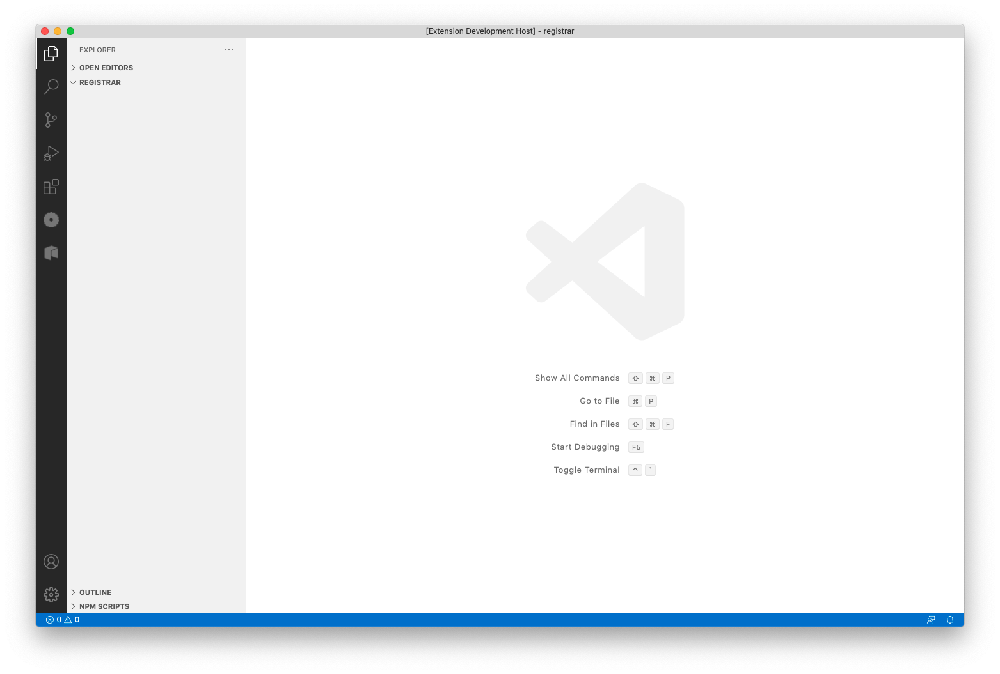 [Extension Development Host] - registrar
EXPLORER ···
OPEN EDITORS
REGISTRAR
Show All Commands ⇧ ⌘ P
Go to File ⌘ P
Find in Files ⇧ ⌘ F
Start Debugging F5
Toggle Terminal ^ `
OUTLINE
NPM SCRIPTS
0 0